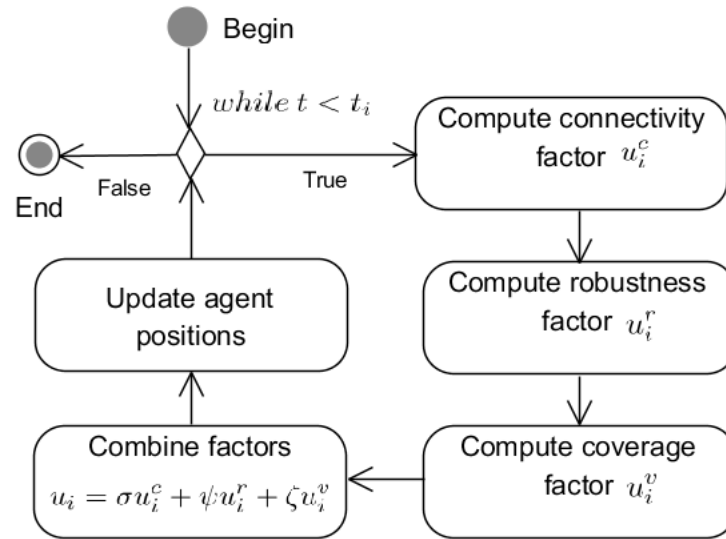 Begin
while t < t_i
End
False
True
Compute connectivity
factor u_i^c
Compute robustness
factor u_i^r
Compute coverage
factor u_i^v
Combine factors
u_i = σu_i^c + ψu_i^r + ζu_i^v
Update agent
positions